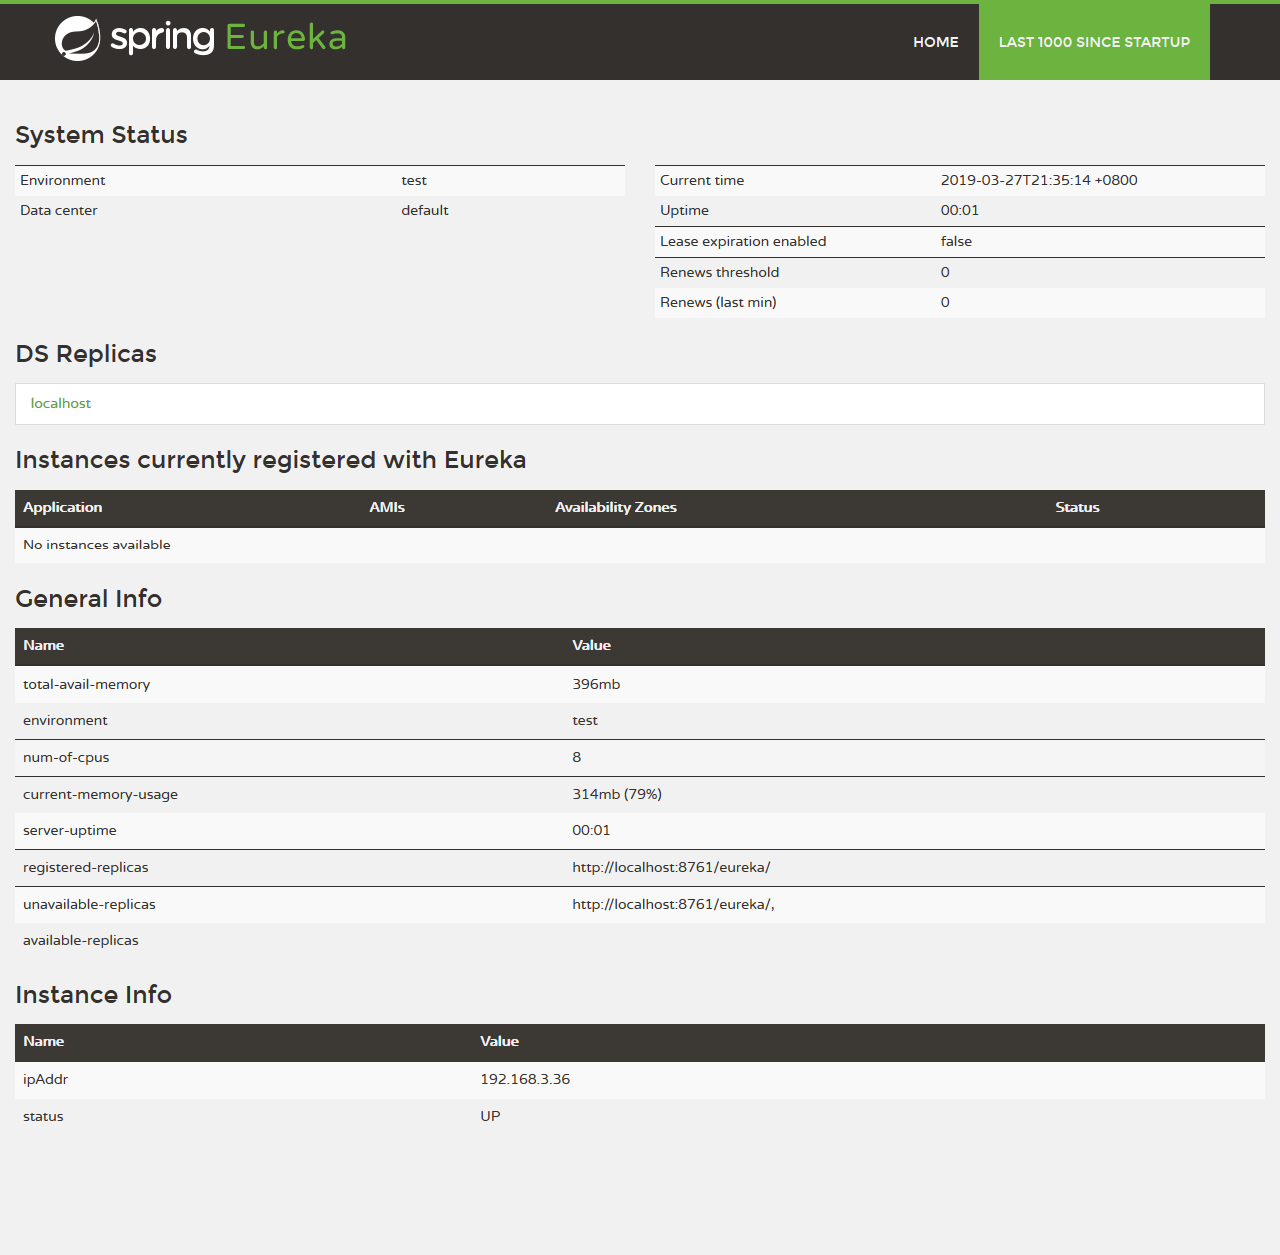 spring Eureka
HOME LAST 1000 SINCE STARTUP
System Status
Environment test
Data center default
Current time 2019-03-27T21:35:14 +0800
Uptime 00:01
Lease expiration enabled false
Renews threshold 0
Renews (last min) 0
DS Replicas
localhost
Instances currently registered with Eureka
Application AMIs Availability Zones Status
No instances available
General Info
Name Value
total-avail-memory 396mb
environment test
num-of-cpus 8
current-memory-usage 314mb (79%)
server-uptime 00:01
registered-replicas http://localhost:8761/eureka/
unavailable-replicas http://localhost:8761/eureka/,
available-replicas
Instance Info
Name Value
ipAddr 192.168.3.36
status UP